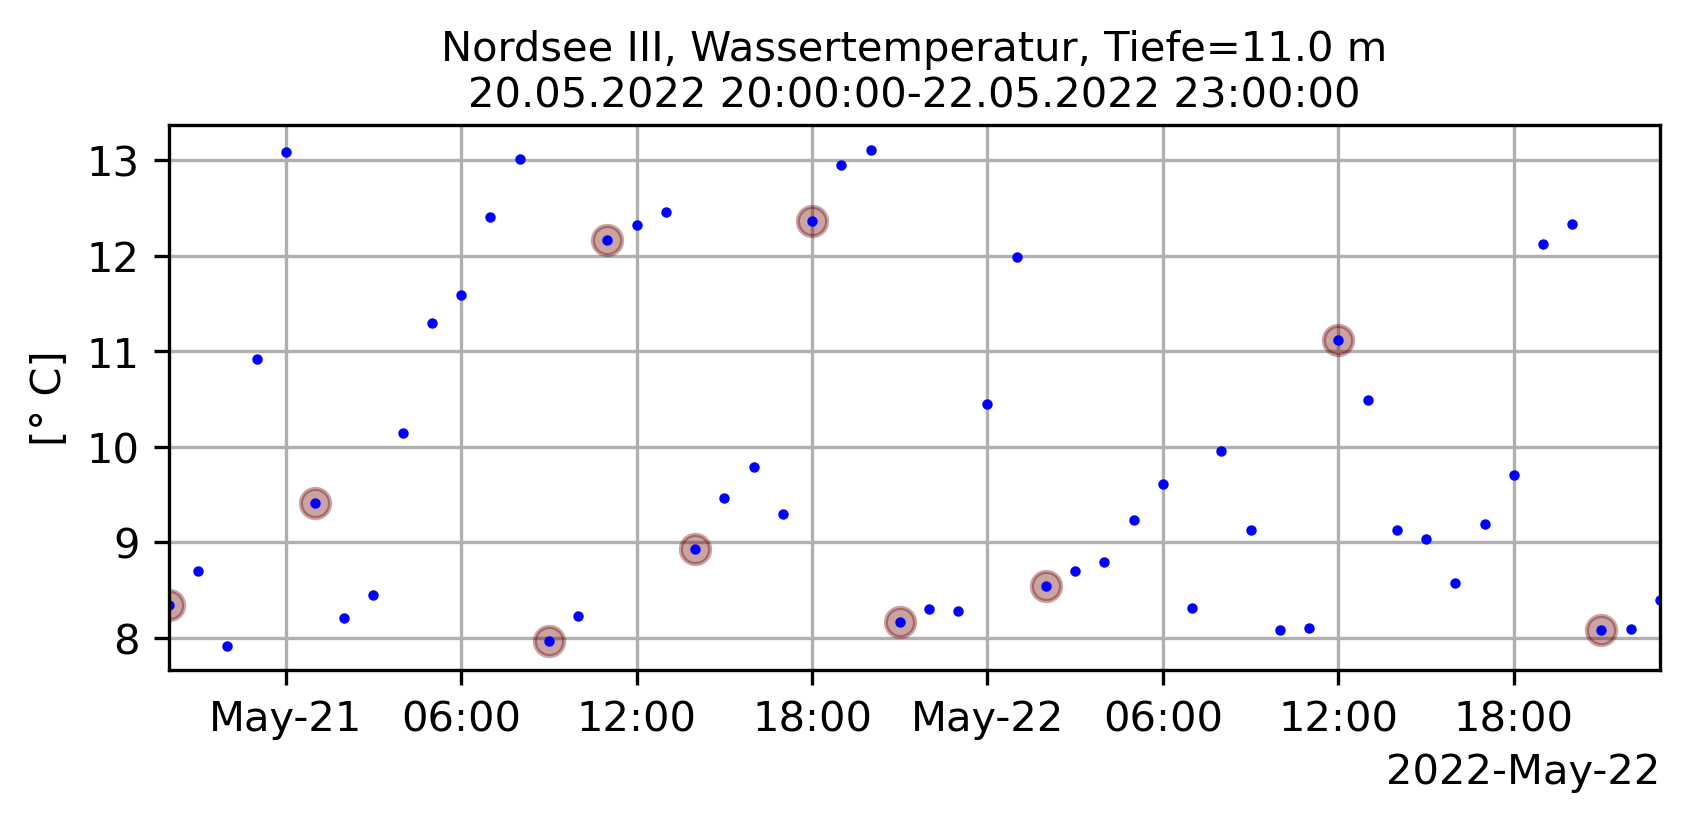 Nordsee III, Wassertemperatur, Tiefe=11.0 m
20.05.2022 20:00:00-22.05.2022 23:00:00
[° C]
13
12
11
10
9
8
May-21 06:00 12:00 18:00 May-22 06:00 12:00 18:00
2022-May-22